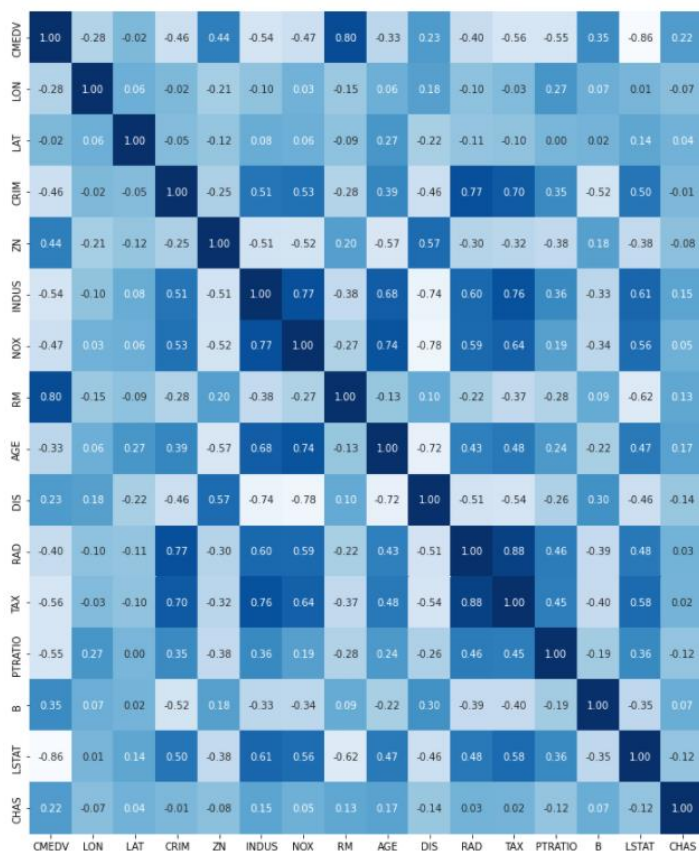 CMEDV 1.00 -0.28 -0.02 -0.46 0.44 -0.54 -0.47 0.80 -0.33 0.23 -0.40 -0.56 -0.55 0.35 -0.86 0.22
LON -0.28 1.00 0.06 -0.02 -0.21 -0.10 0.03 -0.15 0.06 0.18 -0.10 -0.03 0.27 0.07 0.01 -0.07
LAT -0.02 0.06 1.00 -0.05 -0.12 0.08 0.06 -0.09 0.27 -0.22 -0.11 -0.10 0.00 0.02 0.14 0.04
CRIM -0.46 -0.02 -0.05 1.00 -0.25 0.51 0.53 -0.28 0.39 -0.46 0.77 0.70 0.35 -0.52 0.50 -0.01
ZN 0.44 -0.21 -0.12 -0.25 1.00 -0.51 -0.52 0.20 -0.57 0.57 -0.30 -0.32 -0.38 0.18 -0.38 -0.08
INDUS -0.54 -0.10 0.08 0.51 -0.51 1.00 0.77 -0.38 0.68 -0.74 0.60 0.76 0.36 -0.33 0.61 0.15
NOX -0.47 0.03 0.06 0.53 -0.52 0.77 1.00 -0.27 0.74 -0.78 0.59 0.64 0.19 -0.34 0.56 0.05
RM 0.80 -0.15 -0.09 -0.28 0.20 -0.38 -0.27 1.00 -0.13 0.10 -0.22 -0.37 -0.28 0.09 -0.62 0.13
AGE -0.33 0.06 0.27 0.39 -0.57 0.68 0.74 -0.13 1.00 -0.72 0.43 0.48 0.24 -0.22 0.47 0.17
DIS 0.23 0.18 -0.22 -0.46 0.57 -0.74 -0.78 0.10 -0.72 1.00 -0.51 -0.54 -0.26 0.30 -0.46 -0.14
RAD -0.40 -0.10 -0.11 0.77 -0.30 0.60 0.59 -0.22 0.43 -0.51 1.00 0.88 0.46 -0.39 0.48 0.03
TAX -0.56 -0.03 -0.10 0.70 -0.32 0.76 0.64 -0.37 0.48 -0.54 0.88 1.00 0.45 -0.40 0.58 0.02
PTRATIO -0.55 0.27 0.00 0.35 -0.38 0.36 0.19 -0.28 0.24 -0.26 0.46 0.45 1.00 -0.19 0.36 -0.12
B 0.35 0.07 0.02 -0.52 0.18 -0.33 -0.34 0.09 -0.22 0.30 -0.39 -0.40 -0.19 1.00 -0.35 0.07
LSTAT -0.86 0.01 0.14 0.50 -0.38 0.61 0.56 -0.62 0.47 -0.46 0.48 0.58 0.36 -0.35 1.00 -0.12
CHAS 0.22 -0.07 0.04 -0.01 -0.08 0.15 0.05 0.13 0.17 -0.14 0.03 0.02 -0.12 0.07 -0.12 1.00
CMEDV LON LAT CRIM ZN INDUS NOX RM AGE DIS RAD TAX PTRATIO B LSTAT CHAS